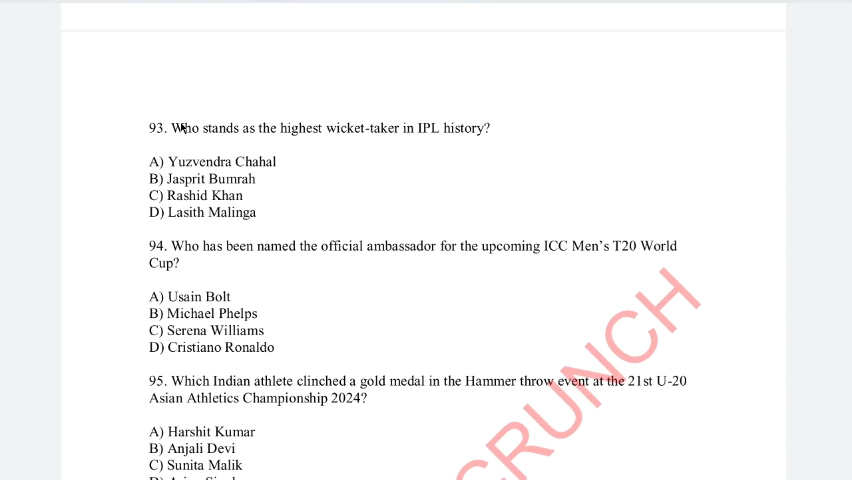 93. Who stands as the highest wicket-taker in IPL history?
A) Yuzvendra Chahal
B) Jasprit Bumrah
C) Rashid Khan
D) Lasith Malinga
94. Who has been named the official ambassador for the upcoming ICC Men’s T20 World
Cup?
A) Usain Bolt
B) Michael Phelps
C) Serena Williams
D) Cristiano Ronaldo
95. Which Indian athlete clinched a gold medal in the Hammer throw event at the 21st U-20
Asian Athletics Championship 2024?
A) Harshit Kumar
B) Anjali Devi
C) Sunita Malik
CRUNCH